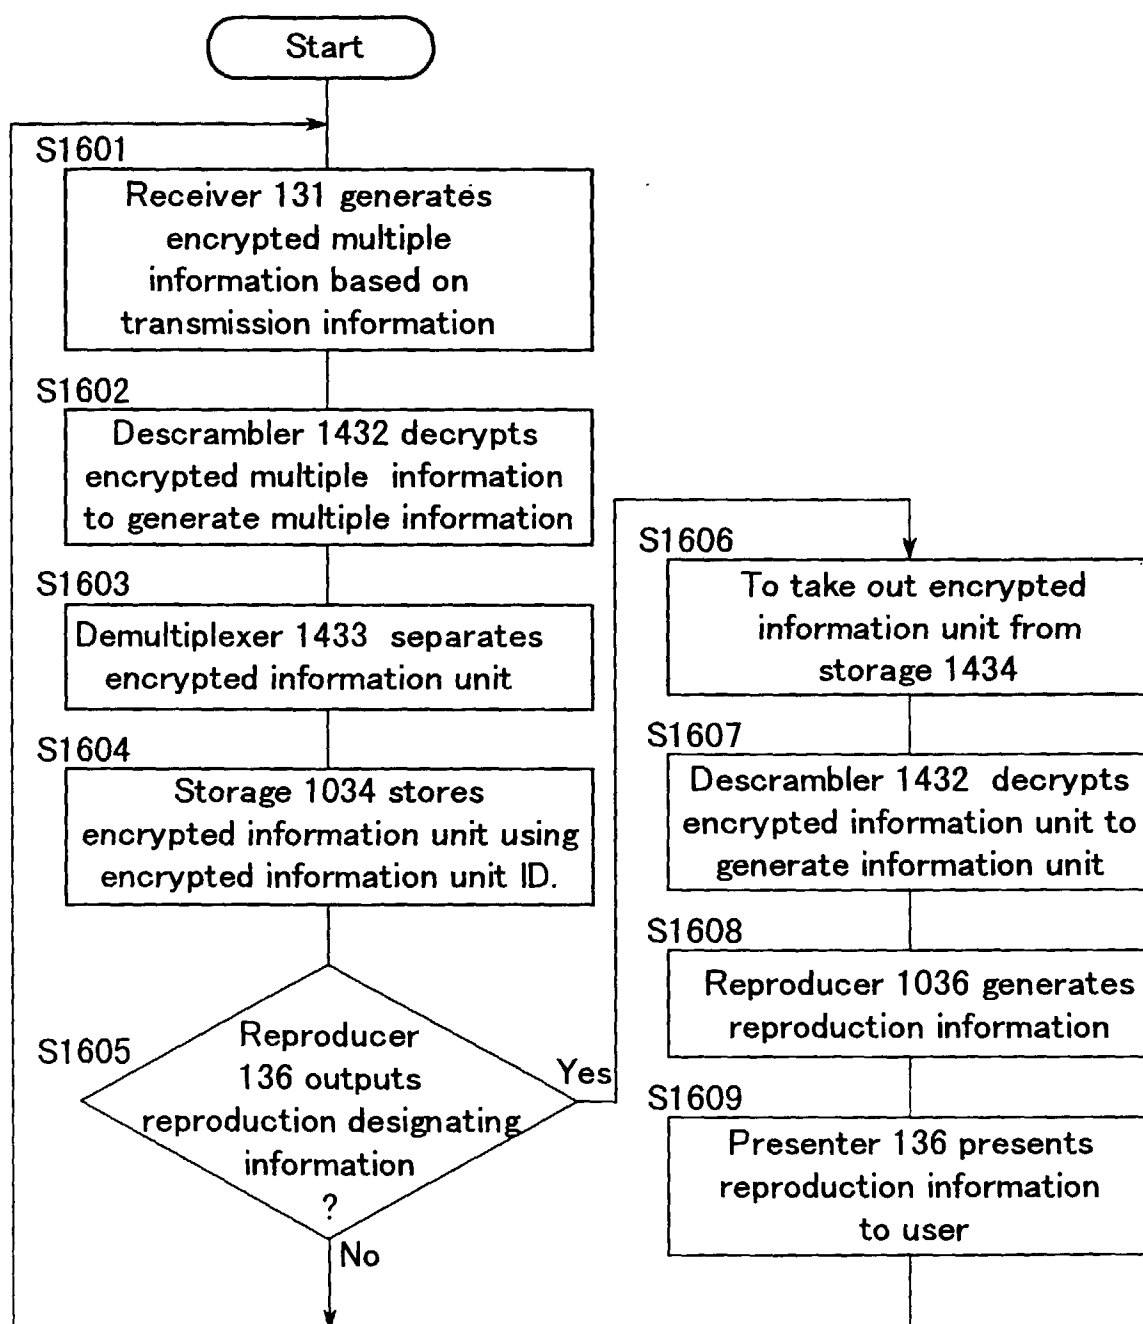 Start
S1601
Receiver 131 generates
encrypted multiple
information based on
transmission information
S1602
Descrambler 1432 decrypts
encrypted multiple information
to generate multiple information
S1603
Demultiplexer 1433 separates
encrypted information unit
S1604
Storage 1034 stores
encrypted information unit using
encrypted information unit ID.
S1605
Reproducer
136 outputs
reproduction designating
information
?
Yes
No
S1606
To take out encrypted
information unit from
storage 1434
S1607
Descrambler 1432 decrypts
encrypted information unit to
generate information unit
S1608
Reproducer 1036 generates
reproduction information
S1609
Presenter 136 presents
reproduction information
to user